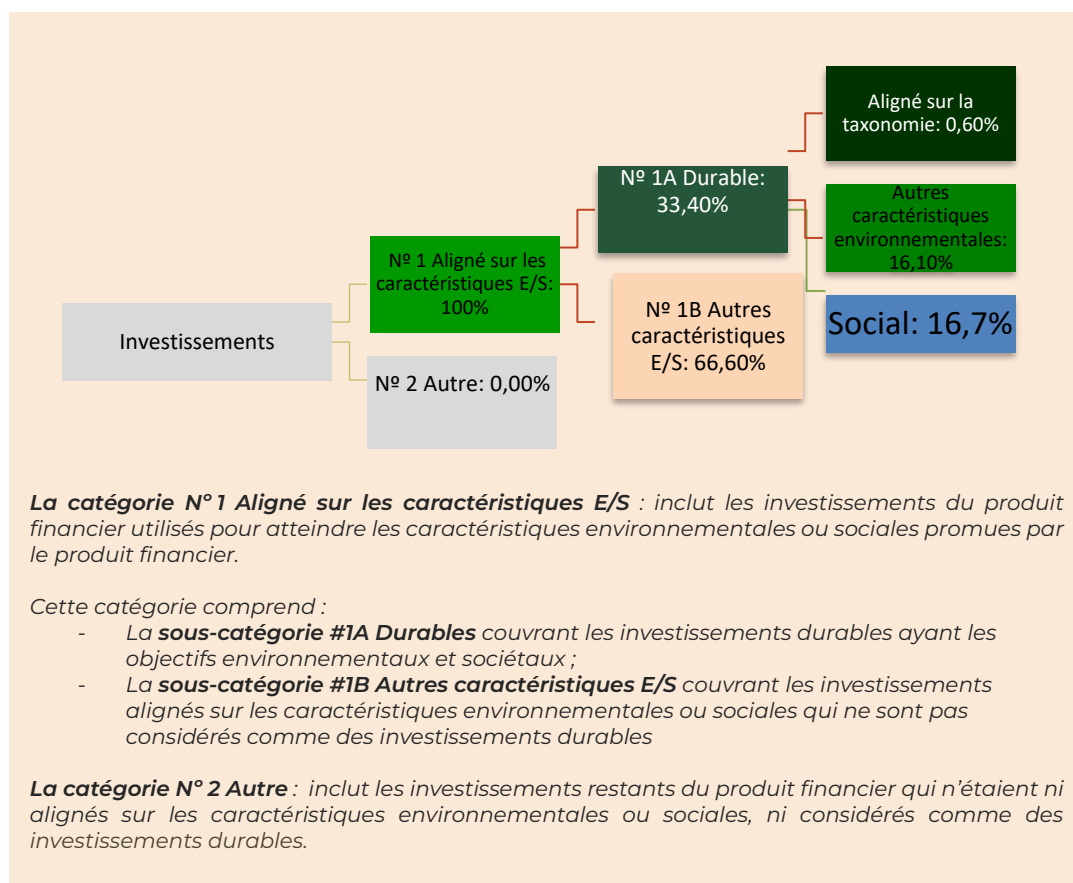 Aligné sur la
taxonomie: 0,60%
Nº 1A Durable:
33,40%
Autres
caractéristiques
environnementales:
16,10%
Nº 1 Aligné sur les
caractéristiques E/S:
100%
Nº 1B Autres
caractéristiques
E/S: 66,60%
Social: 16,7%
Investissements
Nº 2 Autre: 0,00%
La catégorie N° 1 Aligné sur les caractéristiques E/S : inclut les investissements du produit
financier utilisés pour atteindre les caractéristiques environnementales ou sociales promues par
le produit financier.
Cette catégorie comprend :
- La sous-catégorie #1A Durables couvrant les investissements durables ayant les
objectifs environnementaux et sociétaux ;
- La sous-catégorie #1B Autres caractéristiques E/S couvrant les investissements
alignés sur les caractéristiques environnementales ou sociales qui ne sont pas
considérés comme des investissements durables
La catégorie N° 2 Autre : inclut les investissements restants du produit financier qui n’étaient ni
alignés sur les caractéristiques environnementales ou sociales, ni considérés comme des
investissements durables.